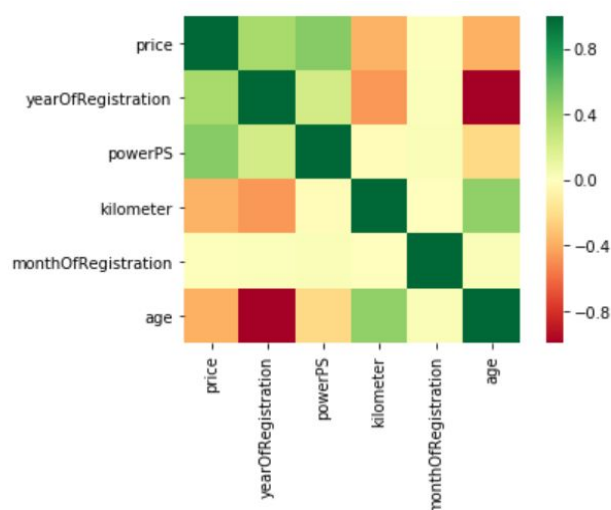 price
yearOfRegistration
powerPS
kilometer
monthOfRegistration
age
price
yearOfRegistration
powerPS
kilometer
monthOfRegistration
age
0.8
0.4
0.0
−0.4
−0.8